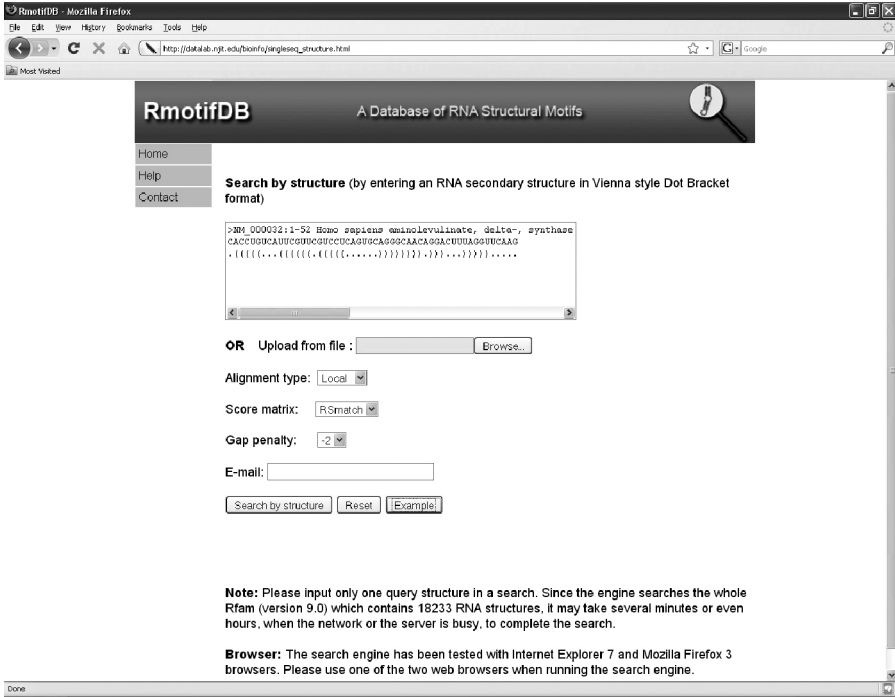 RmotifDB - Mozilla Firefox
File Edit View History Bookmarks Tools Help
http://datalab.njit.edu/bioinfo/singleseq_structure.html
Google
Most Visited
RmotifDB
A Database of RNA Structural Motifs
Home
Help
Contact
Search by structure (by entering an RNA secondary structure in Vienna style Dot Bracket
format)
>NM_000032:1-52 Homo sapiens aminolevulinate, delta-, synthase
CACCUGUCAUUCGUUCGUCCUCAGUGCAGGGCAACAGGACUUUAGGUUCAAG
.(((((...((((((.(((((......))))))).)))...))))).....
OR Upload from file :
Browse...
Alignment type: Local
Score matrix: RSmatch
Gap penalty: -2
E-mail:
Search by structure Reset Example
Note: Please input only one query structure in a search. Since the engine searches the whole
Rfam (version 9.0) which contains 18233 RNA structures, it may take several minutes or even
hours, when the network or the server is busy, to complete the search.
Browser: The search engine has been tested with Internet Explorer 7 and Mozilla Firefox 3
browsers. Please use one of the two web browsers when running the search engine.
Done